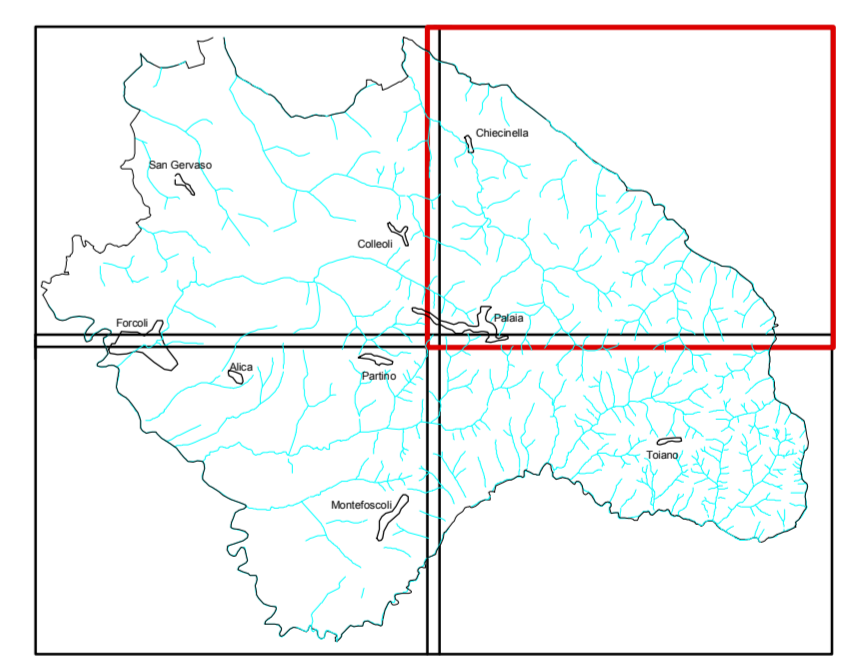 Chiecinella
San Gervaso
Colleoli
Palaia
Forcoli
Alica
Partino
Toiano
Montefoscoli